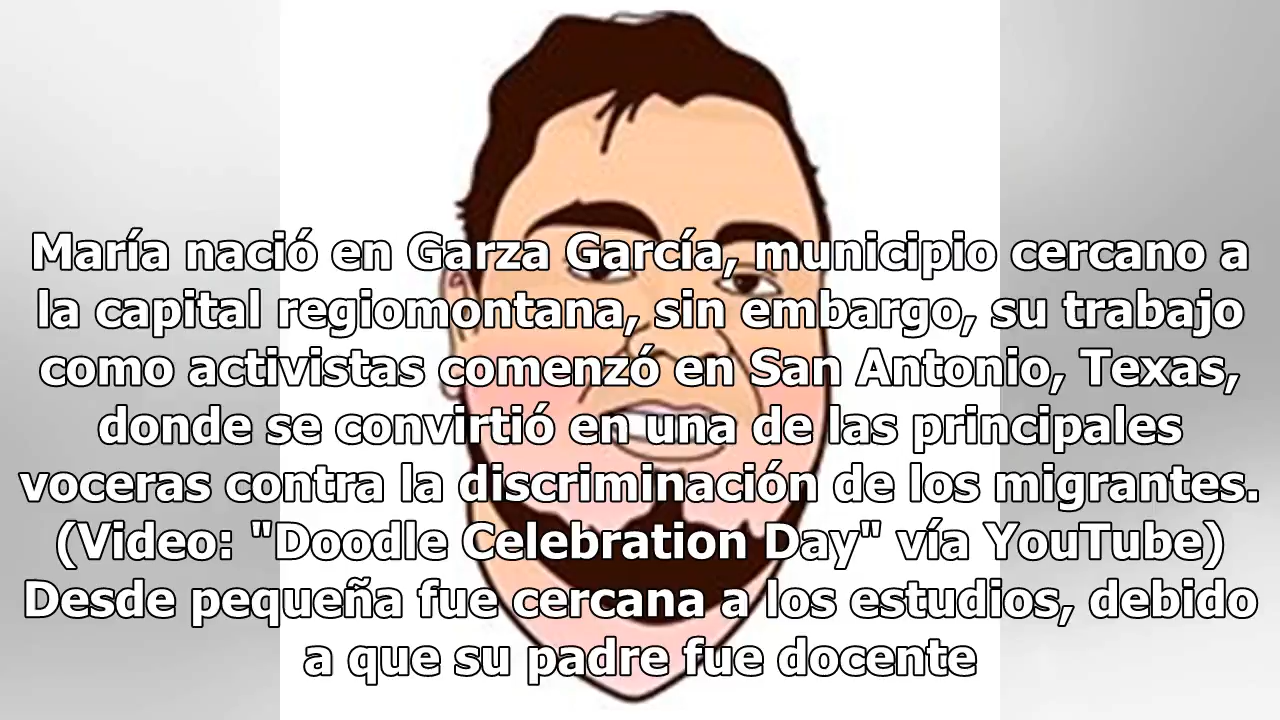 María nació en Garza García, municipio cercano a
la capital regiomontana, sin embargo, su trabajo
como activistas comenzó en San Antonio, Texas,
donde se convirtió en una de las principales
voceras contra la discriminación de los migrantes.
(Video: "Doodle Celebration Day" vía YouTube)
Desde pequeña fue cercana a los estudios, debido
a que su padre fue docente